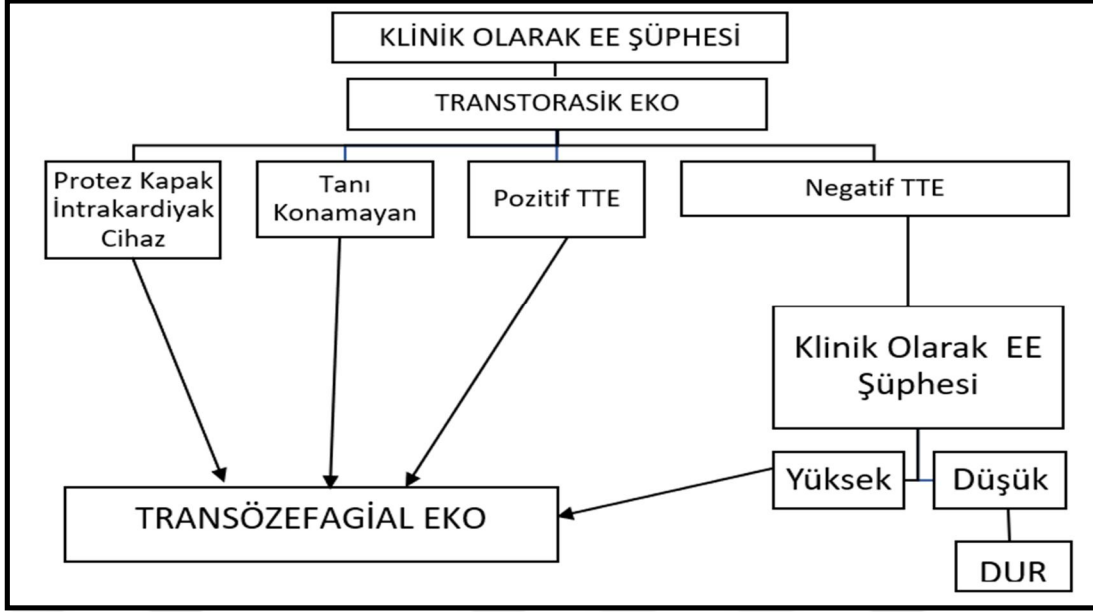 KLİNİK OLARAK EE ŞÜPHESİ
TRANSTORASİK EKO
Protez Kapak
İntrakardiyak
Cihaz
Tanı
Konamayan
Pozitif TTE
Negatif TTE
Klinik Olarak EE
Şüphesi
Yüksek
Düşük
TRANSÖZEFAGİAL EKO
DUR